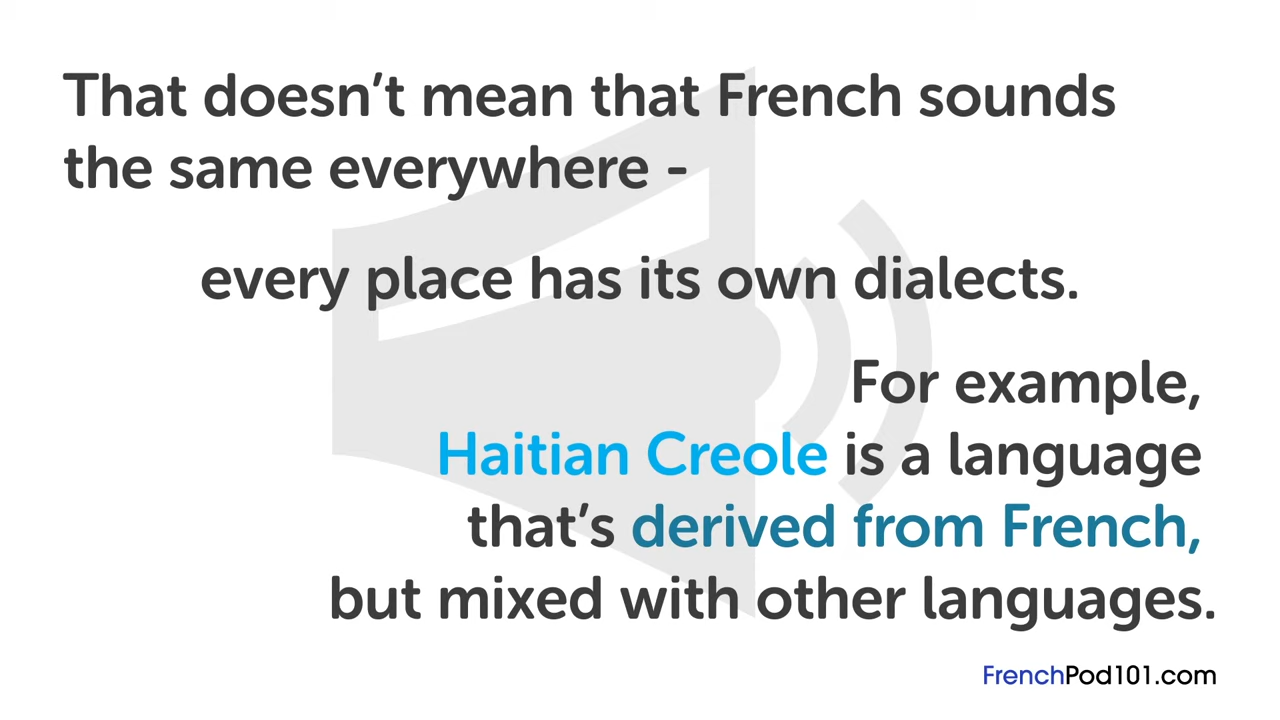 That doesn’t mean that French sounds
the same everywhere -
every place has its own dialects.
For example,
Haitian Creole is a language
that’s derived from French,
but mixed with other languages.
FrenchPod101.com